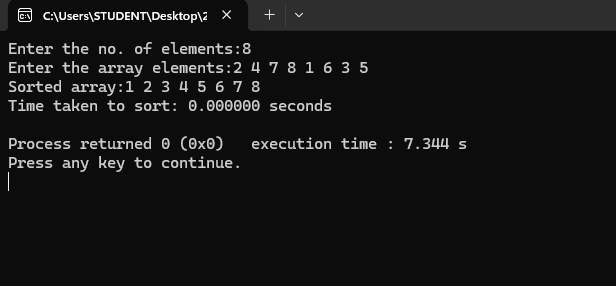 C:\Users\STUDENT\Desktop\2
Enter the no. of elements:8
Enter the array elements:2 4 7 8 1 6 3 5
Sorted array:1 2 3 4 5 6 7 8
Time taken to sort: 0.000000 seconds
Process returned 0 (0x0)   execution time : 7.344 s
Press any key to continue.